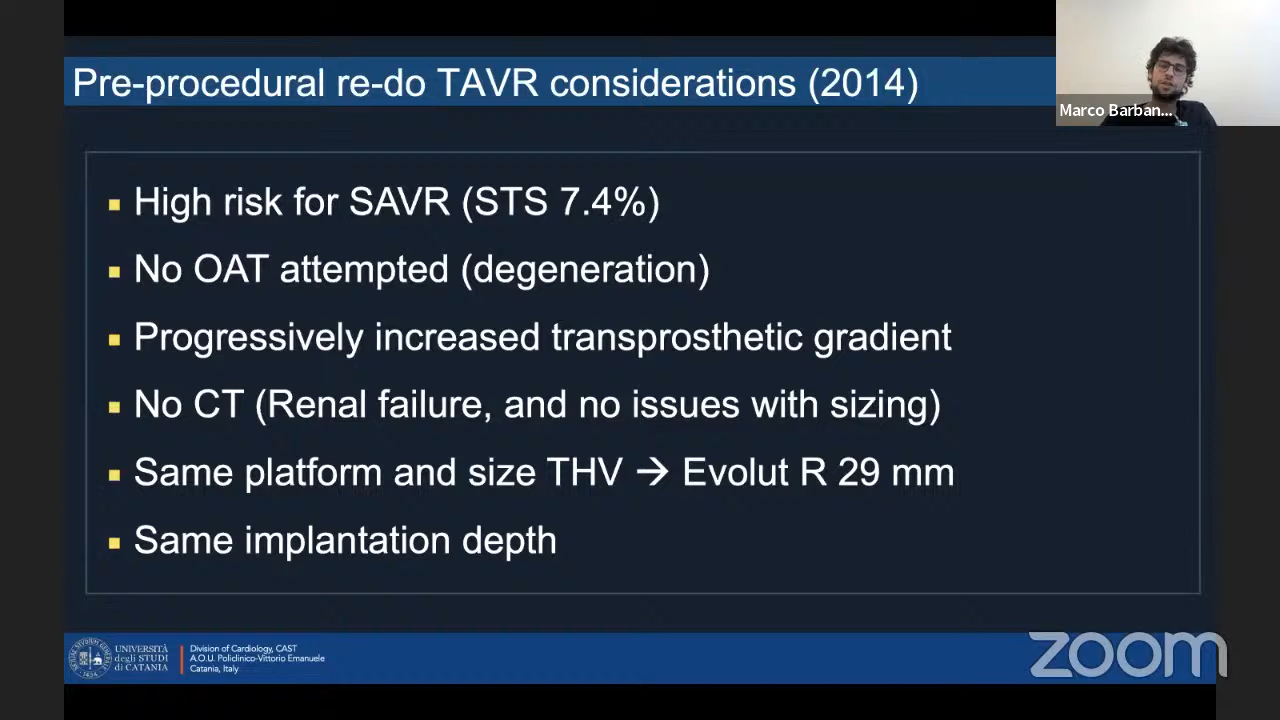 Pre-procedural re-do TAVR considerations (2014)
Marco Barban...
▪ High risk for SAVR (STS 7.4%)
▪ No OAT attempted (degeneration)
▪ Progressively increased transprosthetic gradient
▪ No CT (Renal failure, and no issues with sizing)
▪ Same platform and size THV → Evolut R 29 mm
▪ Same implantation depth
UNIVERSITÀ
degli STUDI
di CATANIA
Division of Cardiology, CAST
A.O.U. Policlinico-Vittorio Emanuele
Catania, Italy
zoom